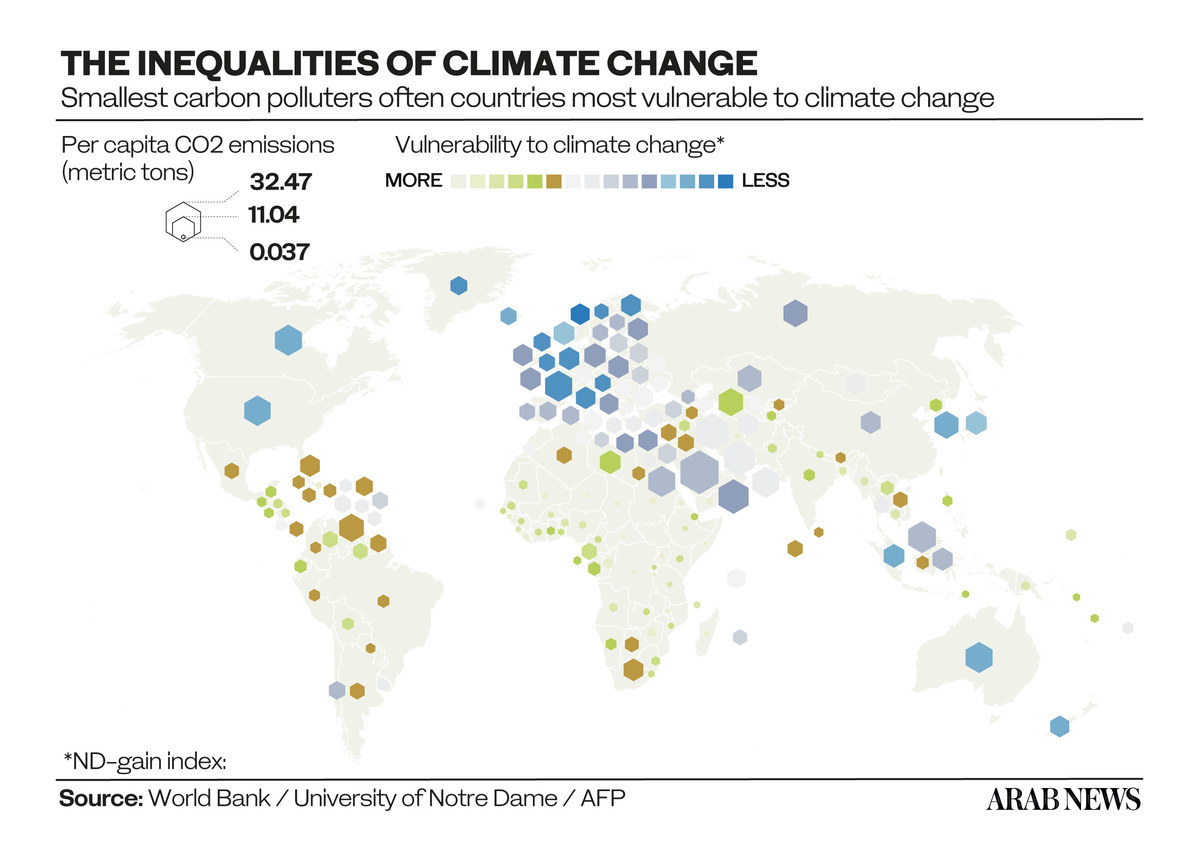 THE INEQUALITIES OF CLIMATE CHANGE
Smallest carbon polluters often countries most vulnerable to climate change
Per capita CO2 emissions
(metric tons)
32.47
11.04
0.037
Vulnerability to climate change*
MORE LESS
*ND-gain index:
Source: World Bank / University of Notre Dame / AFP
ARAB NEWS